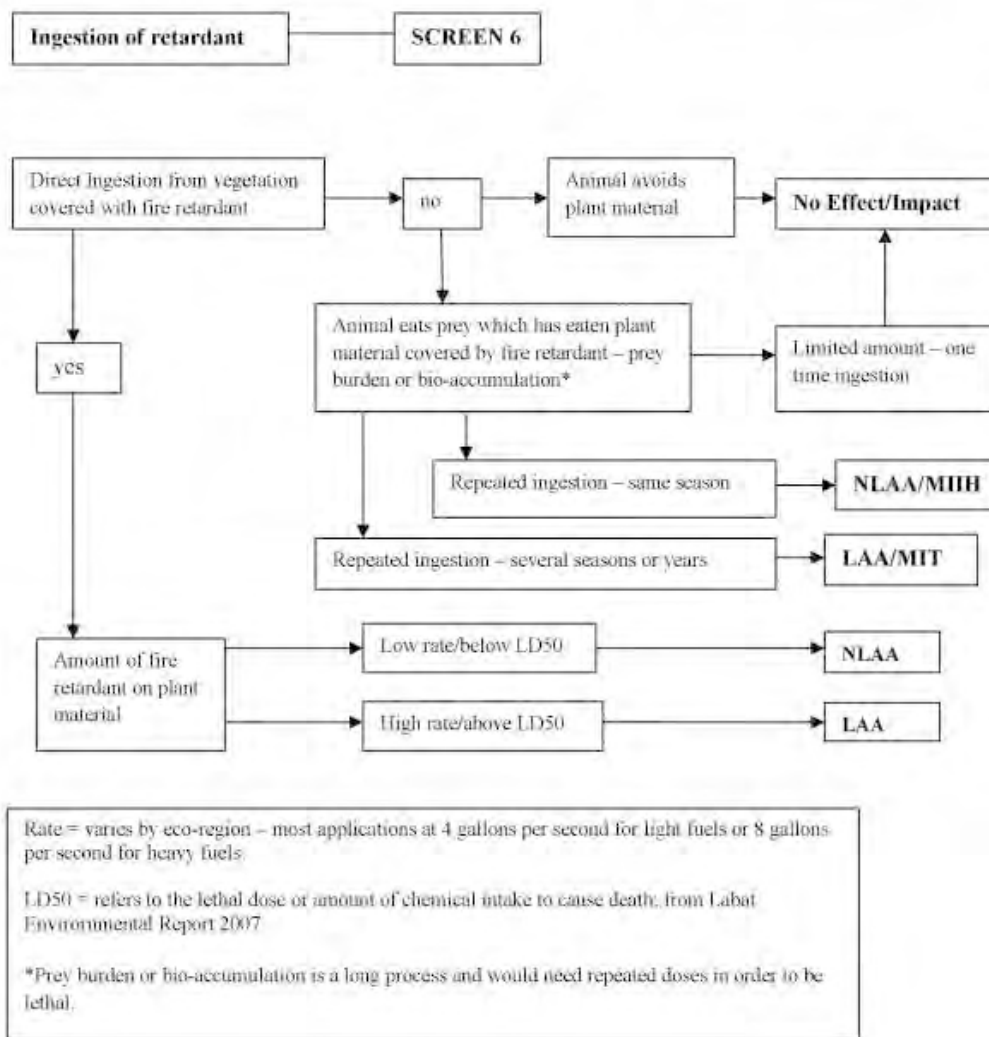 Ingestion of retardant
SCREEN 6
Direct Ingestion from vegetation
covered with fire retardant
no
Animal avoids
plant material
No Effect/Impact
yes
Animal eats prey which has eaten plant
material covered by fire retardant – prey
burden or bio-accumulation*
Limited amount – one
time ingestion
Repeated ingestion – same season
NLAA/MIIH
Repeated ingestion – several seasons or years
LAA/MIT
Amount of fire
retardant on plant
material
Low rate/below LD50
NLAA
High rate/above LD50
LAA
Rate = varies by eco-region – most applications at 4 gallons per second for light fuels or 8 gallons
per second for heavy fuels
LD50 = refers to the lethal dose or amount of chemical intake to cause death; from Labat
Environmental Report 2007
*Prey burden or bio-accumulation is a long process and would need repeated doses in order to be
lethal.